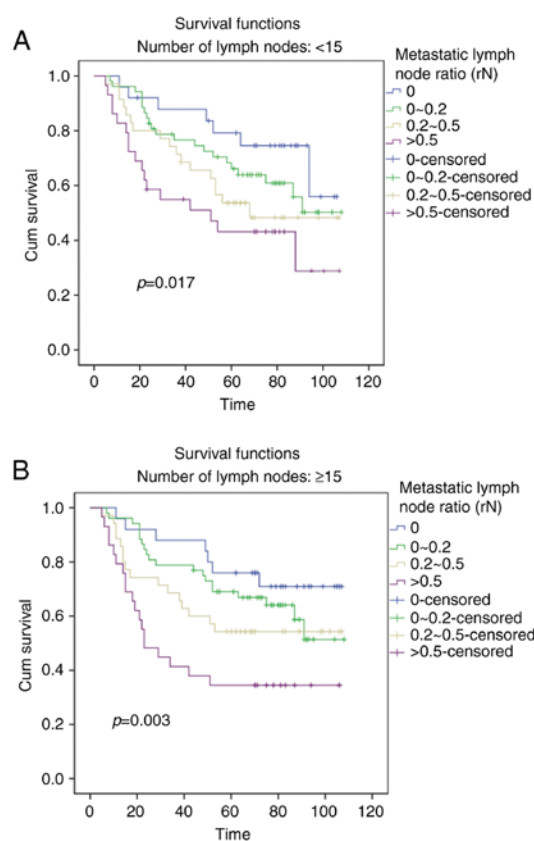 A
Survival functions
Number of lymph nodes: <15
Metastatic lymph
node ratio (rN)
0
0~0.2
0.2~0.5
>0.5
0-censored
0~0.2-censored
0.2~0.5-censored
>0.5-censored
Cum survival
1.0
0.8
0.6
0.4
0.2
0.0
p=0.017
0 20 40 60 80 100 120
Time
B
Survival functions
Number of lymph nodes: ≥15
Metastatic lymph
node ratio (rN)
0
0~0.2
0.2~0.5
>0.5
0-censored
0~0.2-censored
0.2~0.5-censored
>0.5-censored
Cum survival
1.0
0.8
0.6
0.4
0.2
0.0
p=0.003
0 20 40 60 80 100 120
Time